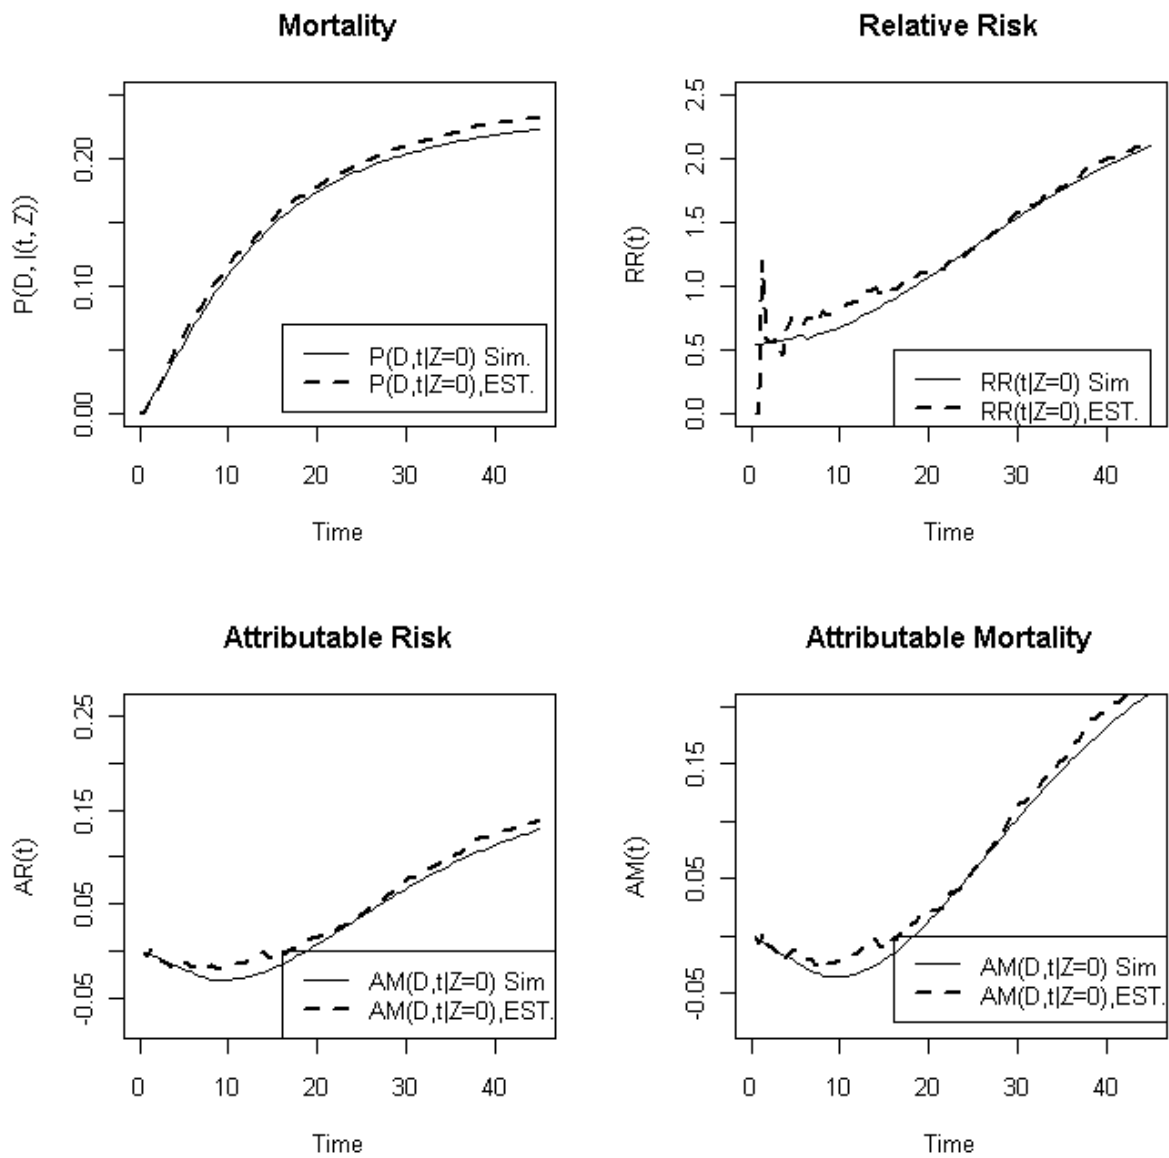 Mortality
P(D, I(t, Z))
0.00
0.10
0.20
P(D,t|Z=0) Sim.
P(D,t|Z=0),EST.
0 10 20 30 40
Time
Relative Risk
RR(t)
0.0 0.5 1.0 1.5 2.0 2.5
RR(t|Z=0) Sim
RR(t|Z=0),EST.
0 10 20 30 40
Time
Attributable Risk
AR(t)
-0.05 0.05 0.15 0.25
AM(D,t|Z=0) Sim
AM(D,t|Z=0),EST.
0 10 20 30 40
Time
Attributable Mortality
AM(t)
-0.05 0.05 0.15
AM(D,t|Z=0) Sim
AM(D,t|Z=0),EST.
0 10 20 30 40
Time